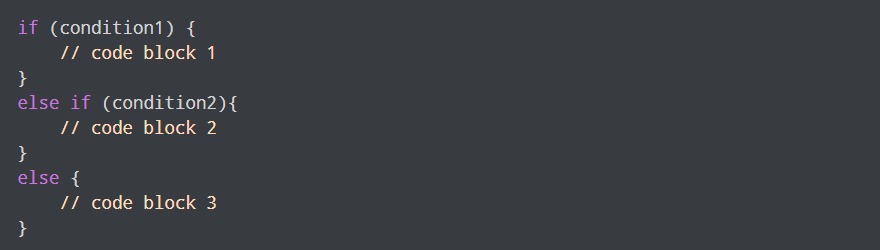 if (condition1) {
    // code block 1
}
else if (condition2){
    // code block 2
}
else {
    // code block 3
}